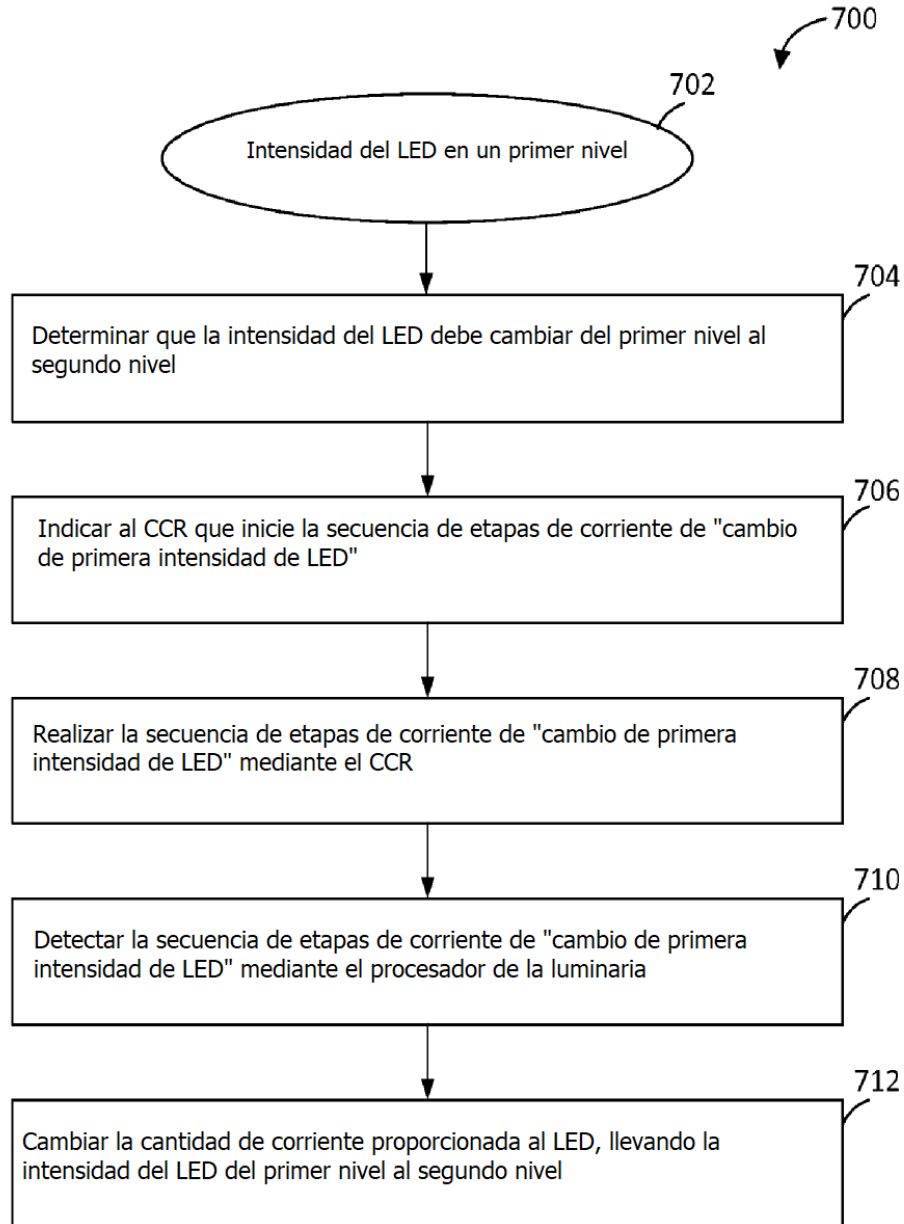 700
702
Intensidad del LED en un primer nivel
704
Determinar que la intensidad del LED debe cambiar del primer nivel al
segundo nivel
706
Indicar al CCR que inicie la secuencia de etapas de corriente de "cambio
de primera intensidad de LED"
708
Realizar la secuencia de etapas de corriente de "cambio de primera
intensidad de LED" mediante el CCR
710
Detectar la secuencia de etapas de corriente de "cambio de primera
intensidad de LED" mediante el procesador de la luminaria
712
Cambiar la cantidad de corriente proporcionada al LED, llevando la
intensidad del LED del primer nivel al segundo nivel